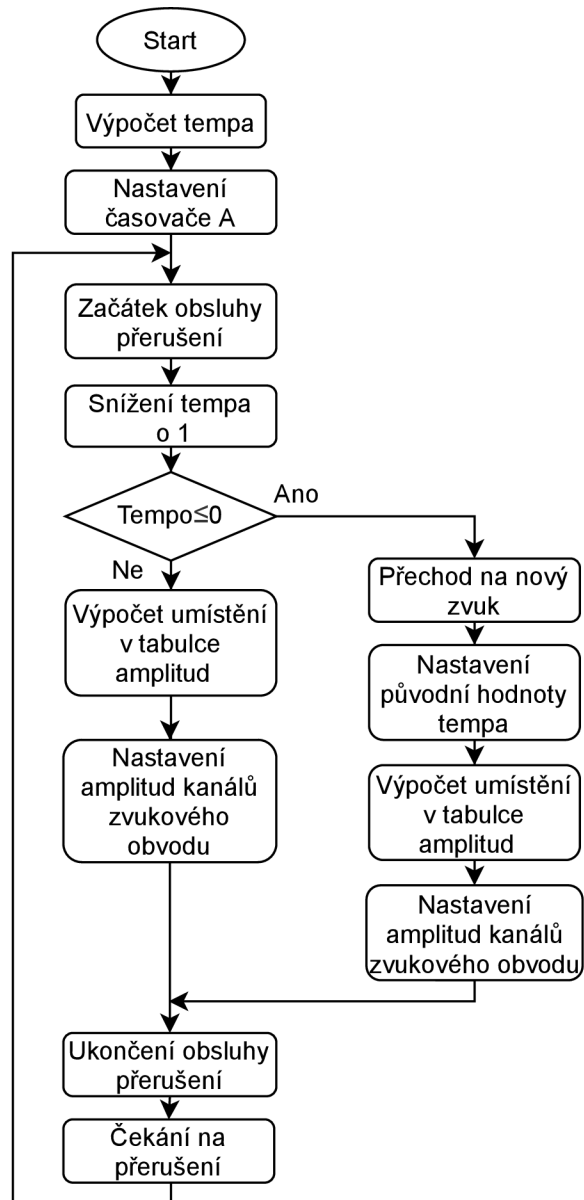 Start
Výpočet tempa
Nastavení
časovače A
Začátek obsluhy
přerušení
Snížení tempa
o 1
Tempo≤0
Ano
Ne
Výpočet umístění
v tabulce
amplitud
Nastavení
amplitud kanálů
zvukového
obvodu
Přechod na nový
zvuk
Nastavení
původní hodnoty
tempa
Výpočet umístění
v tabulce
amplitud
Nastavení
amplitud kanálů
zvukového obvodu
Ukončení obsluhy
přerušení
Čekání na
přerušení